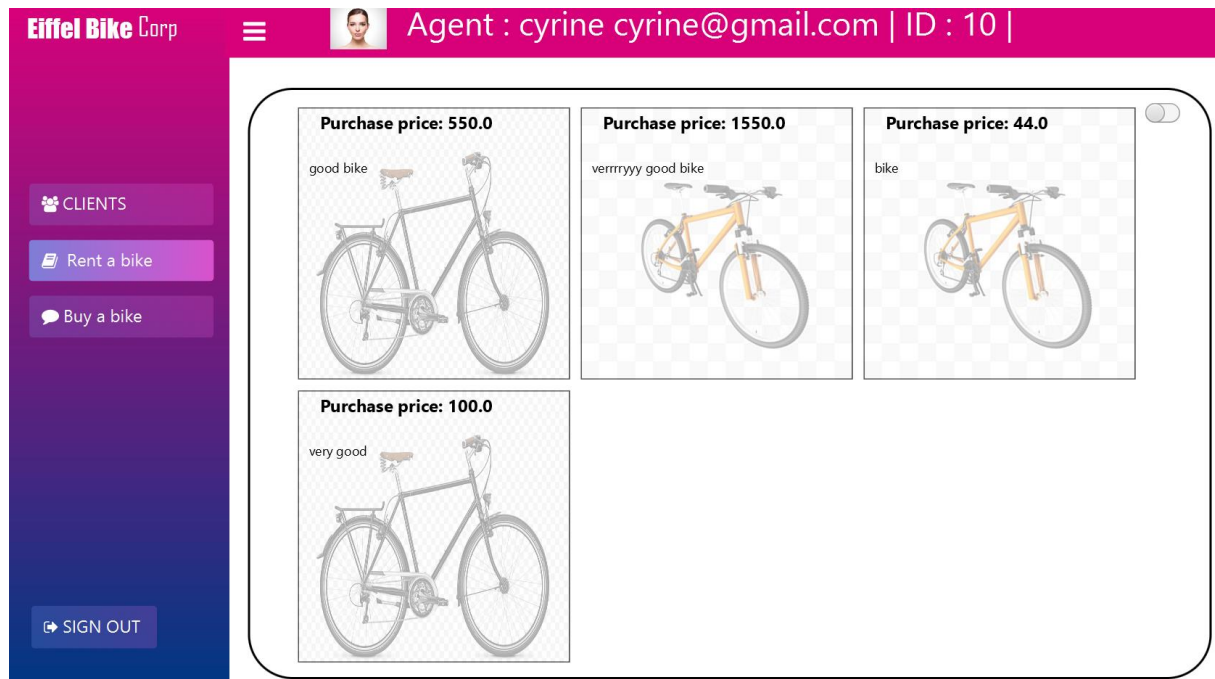 Eiffel Bike Corp
Agent : cyrine cyrine@gmail.com | ID : 10 |
CLIENTS
Rent a bike
Buy a bike
SIGN OUT
Purchase price: 550.0
good bike
Purchase price: 1550.0
verrrryyy good bike
Purchase price: 44.0
bike
Purchase price: 100.0
very good